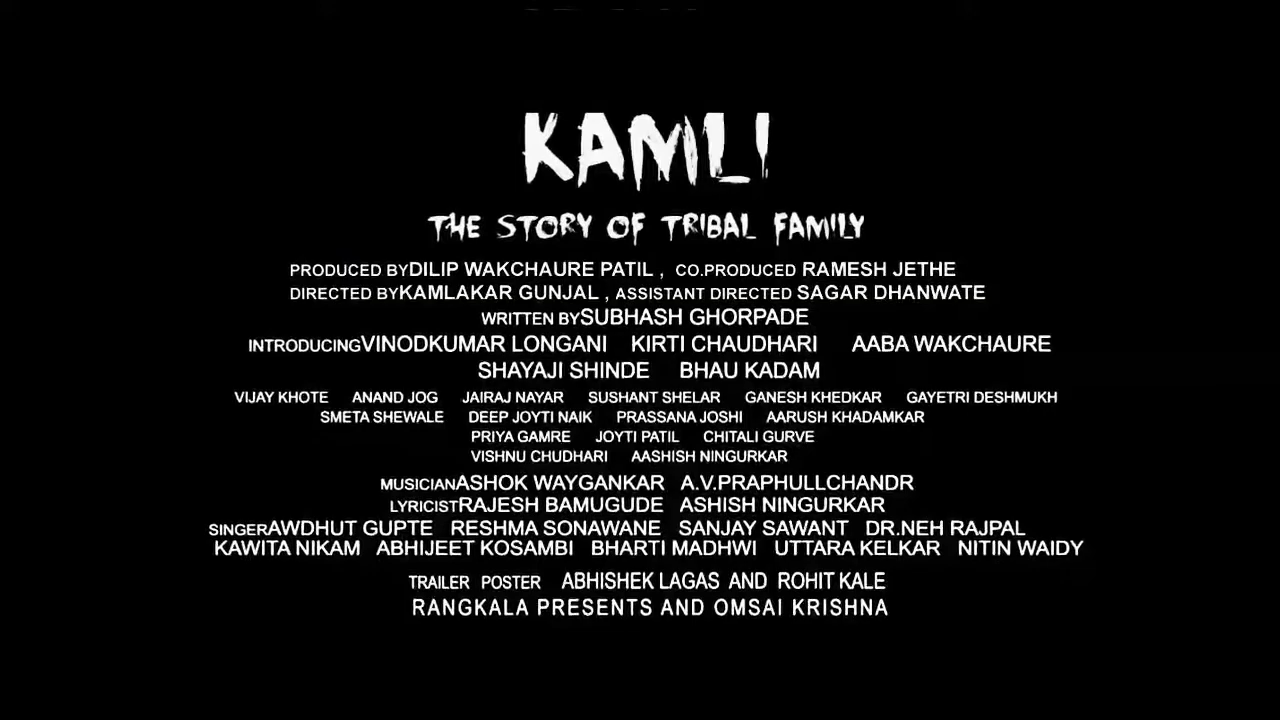 KAMLI
THE STORY OF TRIBAL FAMILY
PRODUCED BYDILIP WAKCHAURE PATIL , CO.PRODUCED RAMESH JETHE
DIRECTED BYKAMLAKAR GUNJAL , ASSISTANT DIRECTED SAGAR DHANWATE
WRITTEN BYSUBHASH GHORPADE
INTRODUCINGVINODKUMAR LONGANI KIRTI CHAUDHARI AABA WAKCHAURE
SHAYAJI SHINDE BHAU KADAM
VIJAY KHOTE ANAND JOG JAIRAJ NAYAR SUSHANT SHELAR GANESH KHEDKAR GAYETRI DESHMUKH
SMETA SHEWALE DEEP JOYTI NAIK PRASSANA JOSHI AARUSH KHADAMKAR
PRIYA GAMRE JOYTI PATIL CHITALI GURVE
VISHNU CHUDHARI AASHISH NINGURKAR
MUSICIANASHOK WAYGANKAR A.V.PRAPHULLCHANDR
LYRICISTRAJESH BAMUGUDE ASHISH NINGURKAR
SINGERAWDHUT GUPTE RESHMA SONAWANE SANJAY SAWANT DR.NEH RAJPAL
KAWITA NIKAM ABHIJEET KOSAMBI BHARTI MADHWI UTTARA KELKAR NITIN WAIDY
TRAILER POSTER ABHISHEK LAGAS AND ROHIT KALE
RANGKALA PRESENTS AND OMSAI KRISHNA